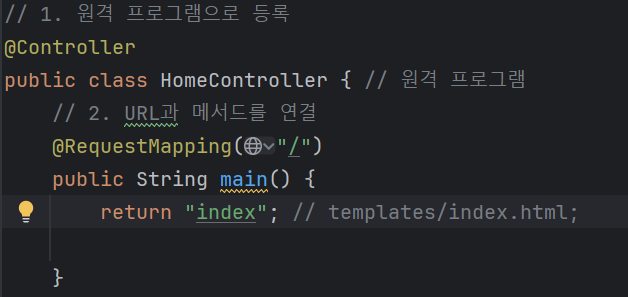 // 1. 원격 프로그램으로 등록
@Controller
public class HomeController { // 원격 프로그램
// 2. URL과 메서드를 연결
@RequestMapping("/")
public String main() {
return "index"; // templates/index.html;
}